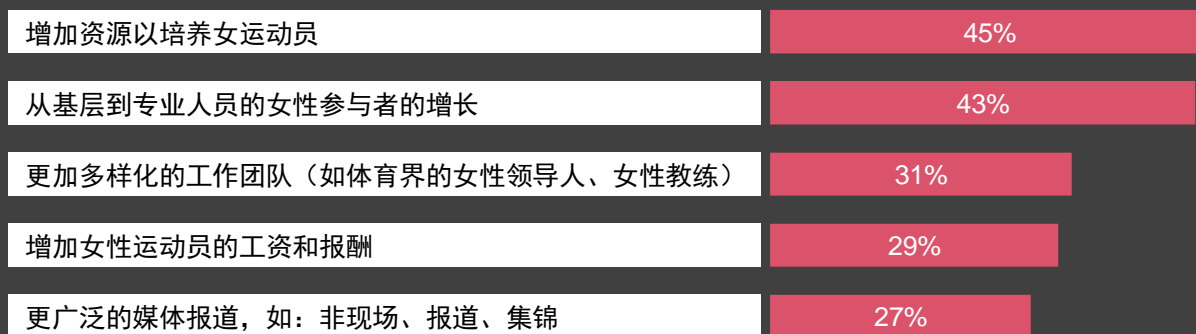 增加资源以培养女运动员 45%
从基层到专业人员的女性参与者的增长 43%
更加多样化的工作团队（如体育界的女性领导人、女性教练） 31%
增加女性运动员的工资和报酬 29%
更广泛的媒体报道，如：非现场、报道、集锦 27%